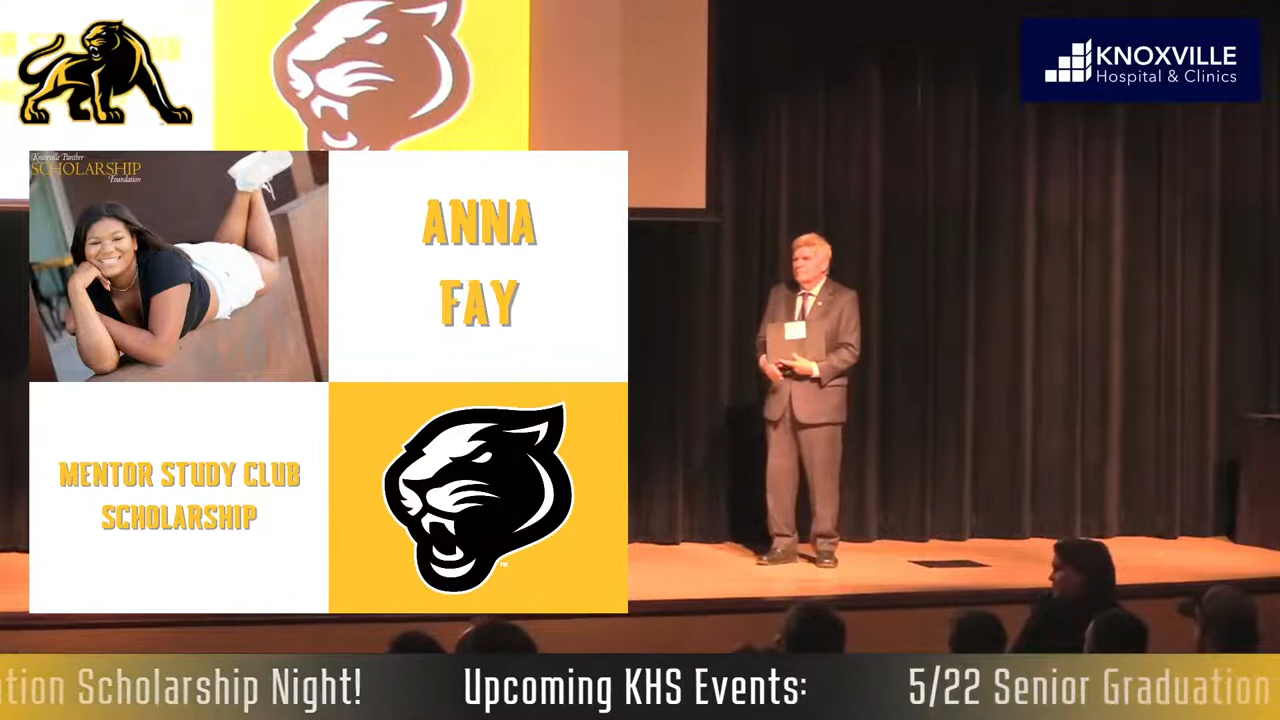 KNOXVILLE
Hospital & Clinics
Knoxville Panther
SCHOLARSHIP
Foundation
ANNA
FAY
MENTOR STUDY CLUB
SCHOLARSHIP
TM
ation Scholarship Night! Upcoming KHS Events: 5/22 Senior Graduation